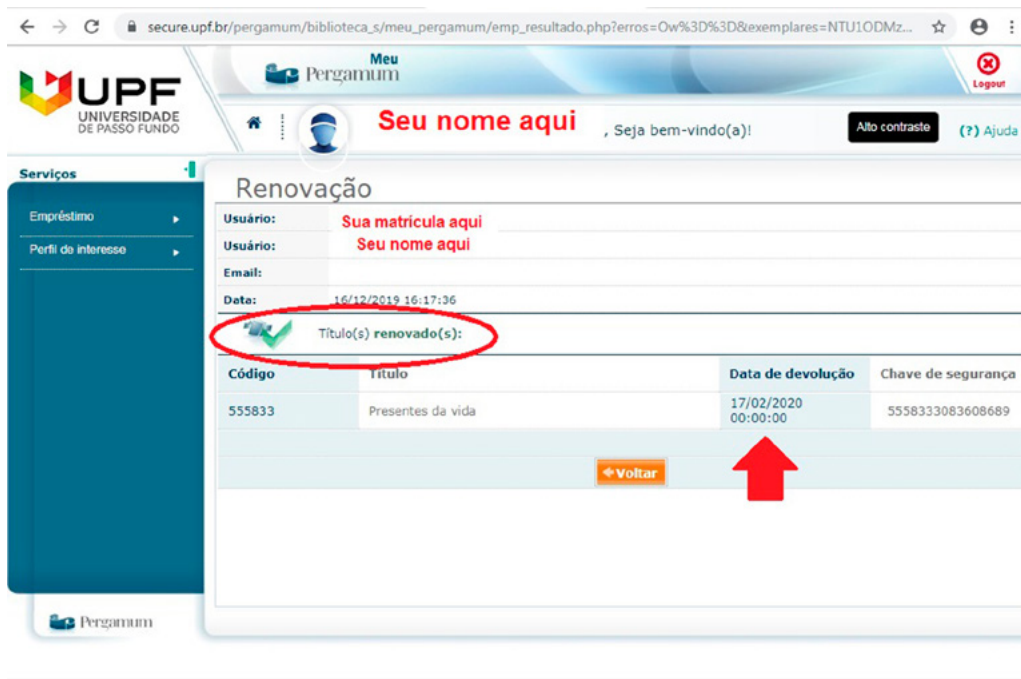 secure.upf.br/pergamum/biblioteca_s/meu_pergamum/emp_resultado.php?erros=Ow%3D%3D&exemplares=NTU1ODMz...
UPF
UNIVERSIDADE
DE PASSO FUNDO
Meu
Pergamum
Logout
Seu nome aqui , Seja bem-vindo(a)!
Alto contraste
(?) Ajuda
Serviços
Empréstimo
Perfil de interesse
Renovação
Usuário: Sua matrícula aqui
Usuário: Seu nome aqui
Email:
Data: 16/12/2019 16:17:36
Título(s) renovado(s):
Código Título Data de devolução Chave de segurança
555833 Presentes da vida 17/02/2020 00:00:00 5558333083608689
Voltar
Pergamum